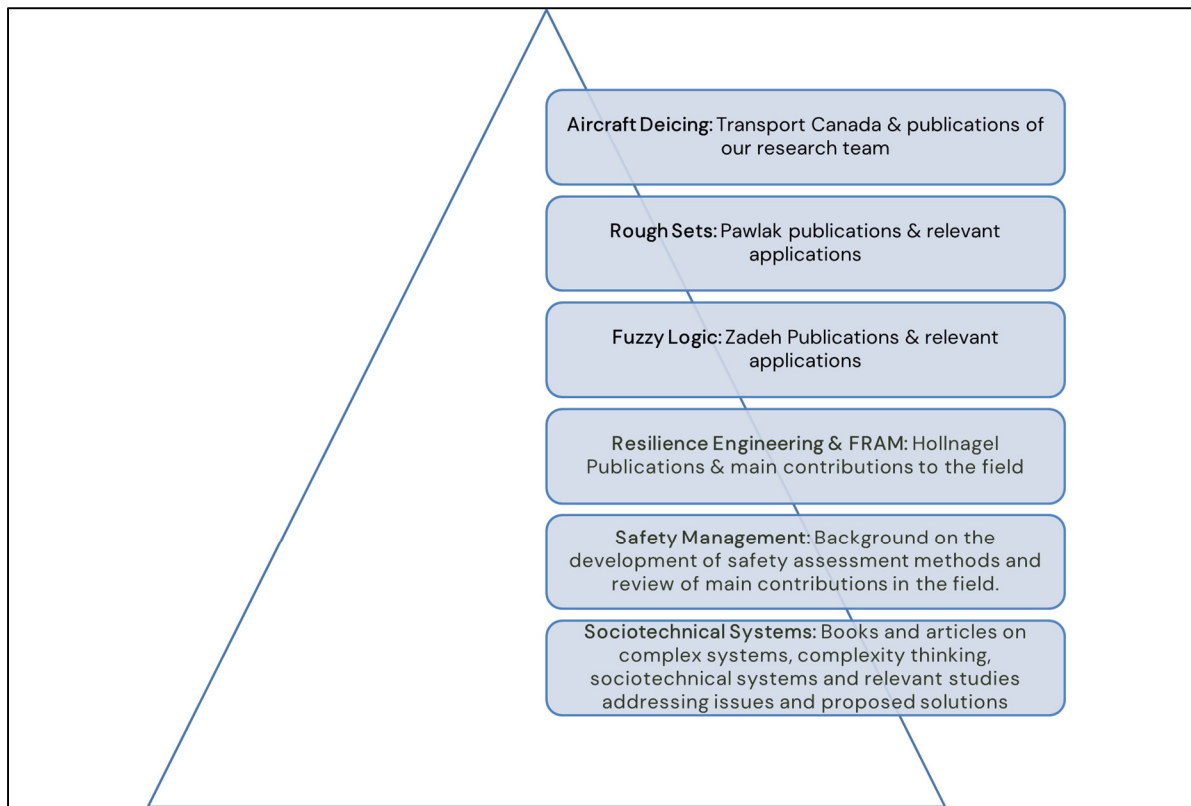 Aircraft Deicing: Transport Canada & publications of
our research team
Rough Sets: Pawlak publications & relevant
applications
Fuzzy Logic: Zadeh Publications & relevant
applications
Resilience Engineering & FRAM: Hollnagel
Publications & main contributions to the field
Safety Management: Background on the
development of safety assessment methods and
review of main contributions in the field.
Sociotechnical Systems: Books and articles on
complex systems, complexity thinking,
sociotechnical systems and relevant studies
addressing issues and proposed solutions